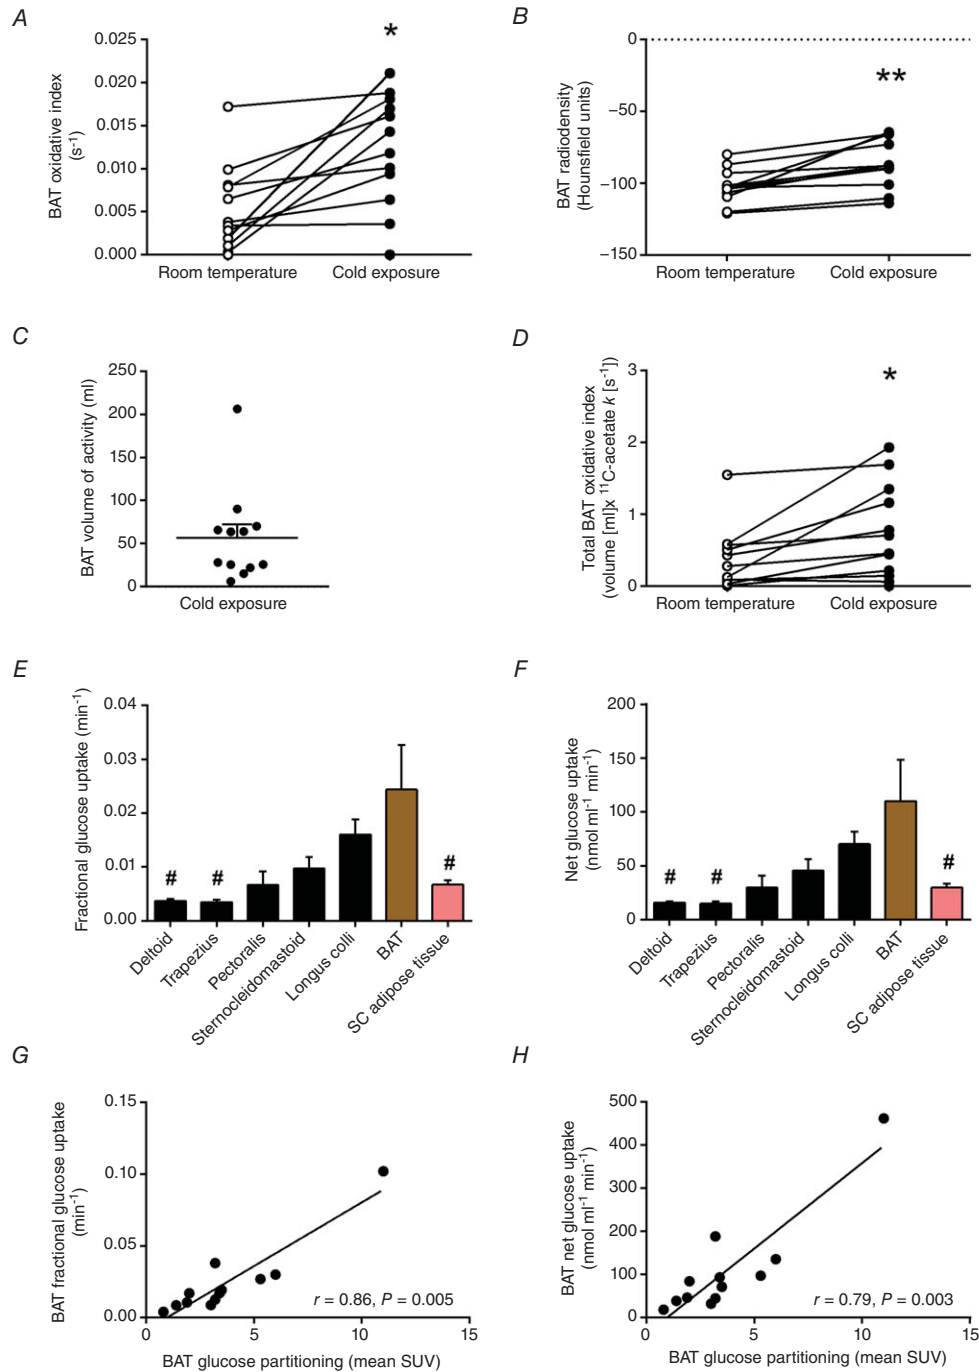 A
BAT oxidative index
(s⁻¹)
0.025
0.020
0.015
0.010
0.005
0.000
*
Room temperature
Cold exposure
B
BAT radiodensity
(Hounsfield units)
0
−50
−100
−150
**
Room temperature
Cold exposure
C
BAT volume of activity (ml)
250
200
150
100
50
0
Cold exposure
D
Total BAT oxidative index
(volume [ml]x ¹¹C-acetate k [s⁻¹])
3
2
1
0
*
Room temperature
Cold exposure
E
Fractional glucose uptake (min⁻¹)
0.04
0.03
0.02
0.01
0.00
#
#
#
Deltoid
Trapezius
Pectoralis
Sternocleidomastoid
Longus colli
BAT
SC adipose tissue
F
Net glucose uptake
(nmol ml⁻¹ min⁻¹)
200
150
100
50
0
#
#
#
Deltoid
Trapezius
Pectoralis
Sternocleidomastoid
Longus colli
BAT
SC adipose tissue
G
BAT fractional glucose uptake
(min⁻¹)
0.15
0.10
0.05
0.00
r = 0.86, P = 0.005
0
5
10
15
BAT glucose partitioning (mean SUV)
H
BAT net glucose uptake
(nmol ml⁻¹ min⁻¹)
500
400
300
200
100
0
r = 0.79, P = 0.003
0
5
10
15
BAT glucose partitioning (mean SUV)